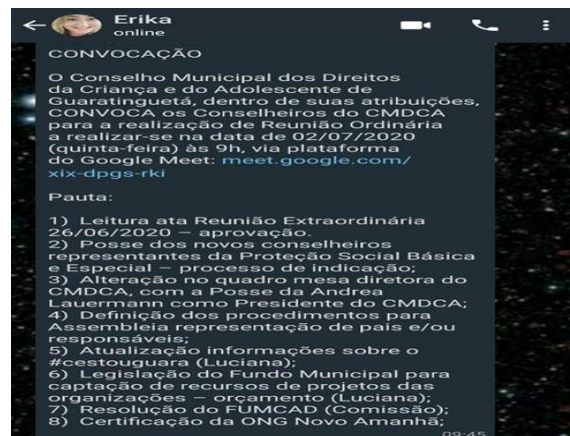 Erika
online
CONVOCAÇÃO
O Conselho Municipal dos Direitos
da Criança e do Adolescente de
Guaratinguetá, dentro de suas atribuições,
CONVOCA os Conselheiros do CMDCA
para a realização de Reunião Ordinária
a realizar-se na data de 02/07/2020
(quinta-feira) às 9h, via plataforma
do Google Meet: meet.google.com/
xix-dpgs-rki
Pauta:
1) Leitura ata Reunião Extraordinária
26/06/2020 – aprovação.
2) Posse dos novos conselheiros
representantes da Proteção Social Básica
e Especial – processo de indicação;
3) Alteração no quadro mesa diretora do
CMDCA, com a Posse da Andrea
Lauermann como Presidente do CMDCA;
4) Definição dos procedimentos para
Assembleia representação de pais e/ou
responsáveis;
5) Atualização informações sobre o
#cestouguara (Luciana);
6) Legislação do Fundo Municipal para
captação de recursos de projetos das
organizações – orçamento (Luciana);
7) Resolução do FUMCAD (Comissão);
8) Certificação da ONG Novo Amanhã;
09:45